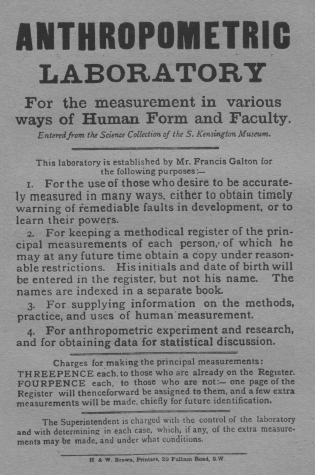 ANTHROPOMETRIC
LABORATORY
For the measurement in various
ways of Human Form and Faculty.
Entered from the Science Collection of the S. Kensington Museum.
This laboratory is established by Mr. Francis Galton for
the following purposes:—
1. For the use of those who desire to be accurate-
ly measured in many ways, either to obtain timely
warning of remediable faults in development, or to
learn their powers.
2. For keeping a methodical register of the prin-
cipal measurements of each person, of which he
may at any future time obtain a copy under reason-
able restrictions. His initials and date of birth will
be entered in the register, but not his name. The
names are indexed in a separate book.
3. For supplying information on the methods,
practice, and uses of human measurement.
4. For anthropometric experiment and research,
and for obtaining data for statistical discussion.
Charges for making the principal measurements:
THREEPENCE each, to those who are already on the Register.
FOURPENCE each, to those who are not:— one page of the
Register will thenceforward be assigned to them, and a few extra
measurements will be made, chiefly for future identification.
The Superintendent is charged with the control of the laboratory
and with determining in each case, which, if any, of the extra measure-
ments may be made, and under what conditions.
H. & W. Brown, Printers, 20 Fulham Road, S.W.